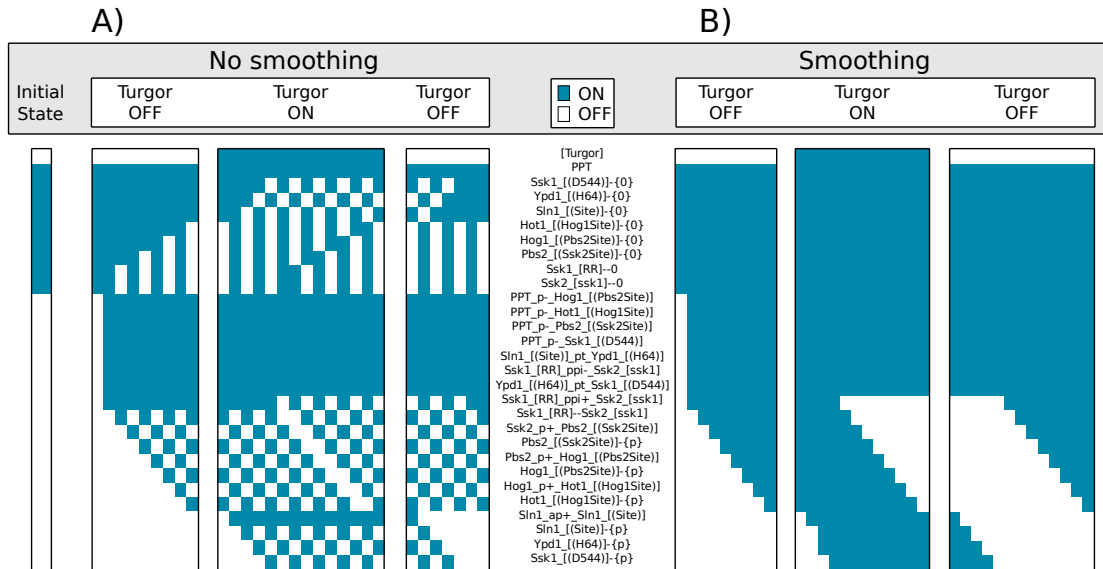 A)
B)
No smoothing
Smoothing
Initial
State
Turgor
OFF
Turgor
ON
Turgor
OFF
ON
OFF
Turgor
OFF
Turgor
ON
Turgor
OFF
[Turgor]
PPT
Ssk1_[(D544)]-{0}
Ypd1_[(H64)]-{0}
Sln1_[(Site)]-{0}
Hot1_[(Hog1Site)]-{0}
Hog1_[(Pbs2Site)]-{0}
Pbs2_[(Ssk2Site)]-{0}
Ssk1_[RR]--0
Ssk2_[ssk1]--0
PPT_p-_Hog1_[(Pbs2Site)]
PPT_p-_Hot1_[(Hog1Site)]
PPT_p-_Pbs2_[(Ssk2Site)]
PPT_p-_Ssk1_[(D544)]
Sln1_[(Site)]_pt_Ypd1_[(H64)]
Ssk1_[RR]_ppi-_Ssk2_[ssk1]
Ypd1_[(H64)]_pt_Ssk1_[(D544)]
Ssk1_[RR]_ppi+_Ssk2_[ssk1]
Ssk1_[RR]--Ssk2_[ssk1]
Ssk2_p+_Pbs2_[(Ssk2Site)]
Pbs2_[(Ssk2Site)]-{p}
Pbs2_p+_Hog1_[(Pbs2Site)]
Hog1_[(Pbs2Site)]-{p}
Hog1_p+_Hot1_[(Hog1Site)]
Hot1_[(Hog1Site)]-{p}
Sln1_ap+_Sln1_[(Site)]
Sln1_[(Site)]-{p}
Ypd1_[(H64)]-{p}
Ssk1_[(D544)]-{p}